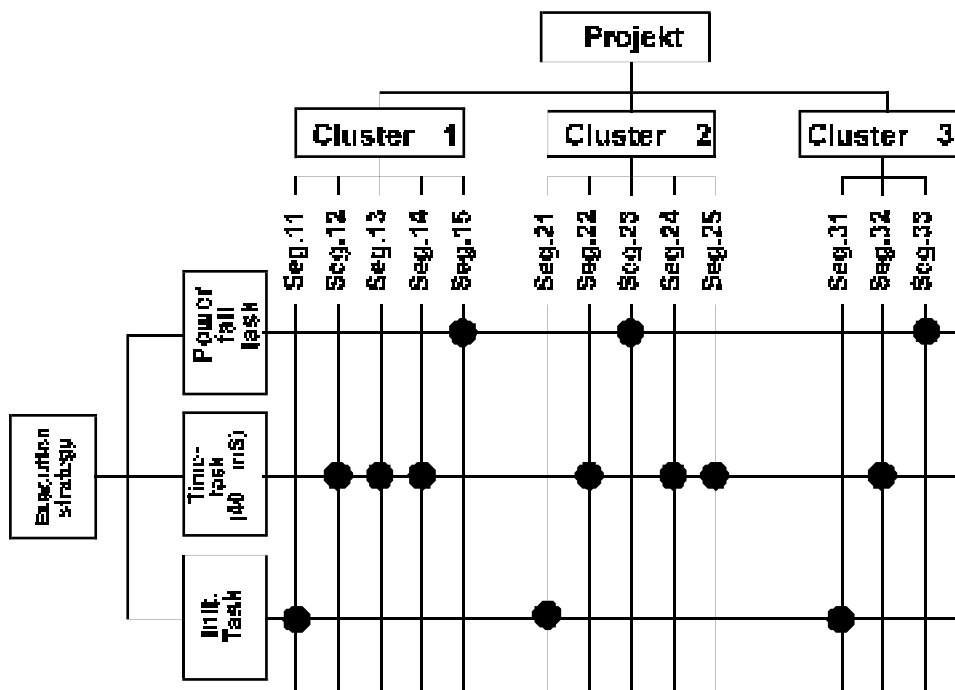 Projekt
Cluster 1
Cluster 2
Cluster 3
Seg.11
Seg.12
Seg.13
Seg.14
Seg.15
Seg.21
Seg.22
Seg.23
Seg.24
Seg.25
Seg.31
Seg.32
Seg.33
Power
fail
task
Execution
strategy
Time-
task
(40 mS)
Init.
Task